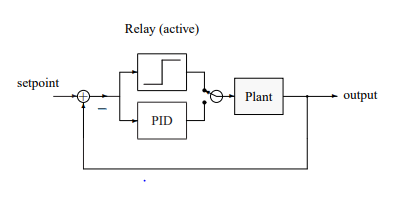 Relay (active)
setpoint
+
−
PID
Plant
output